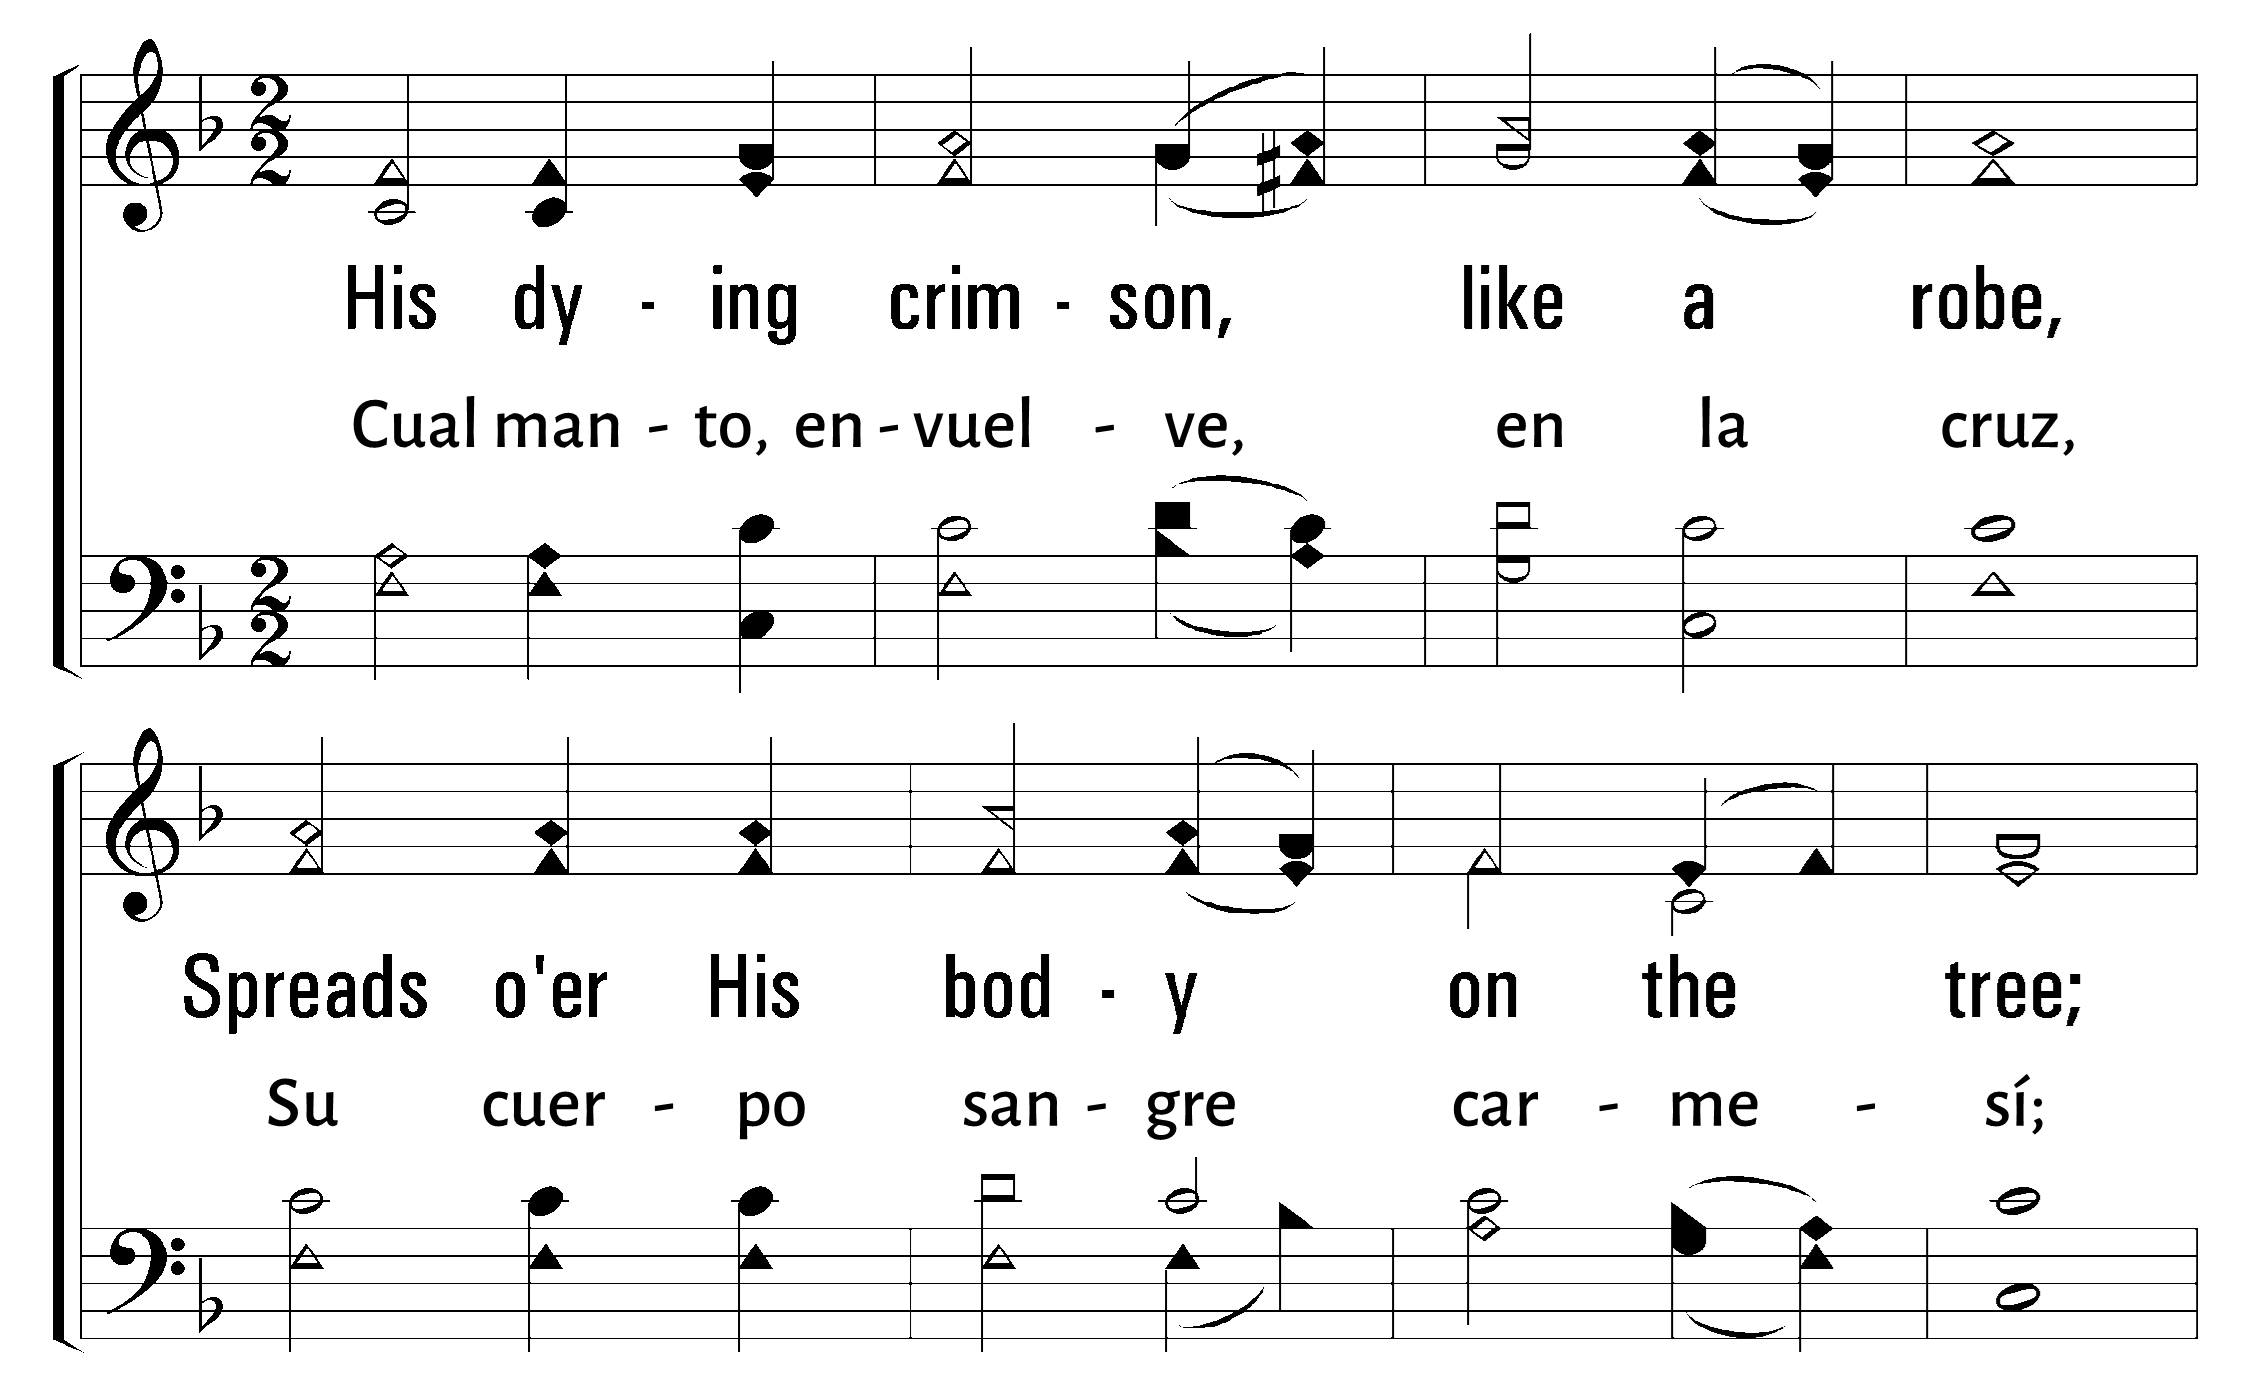 His dy - ing crim - son, like a robe,
Cual man - to, en - vuel - ve, en la cruz,
Spreads o'er His bod - y on the tree;
Su cuer - po san - gre car - me - sí;